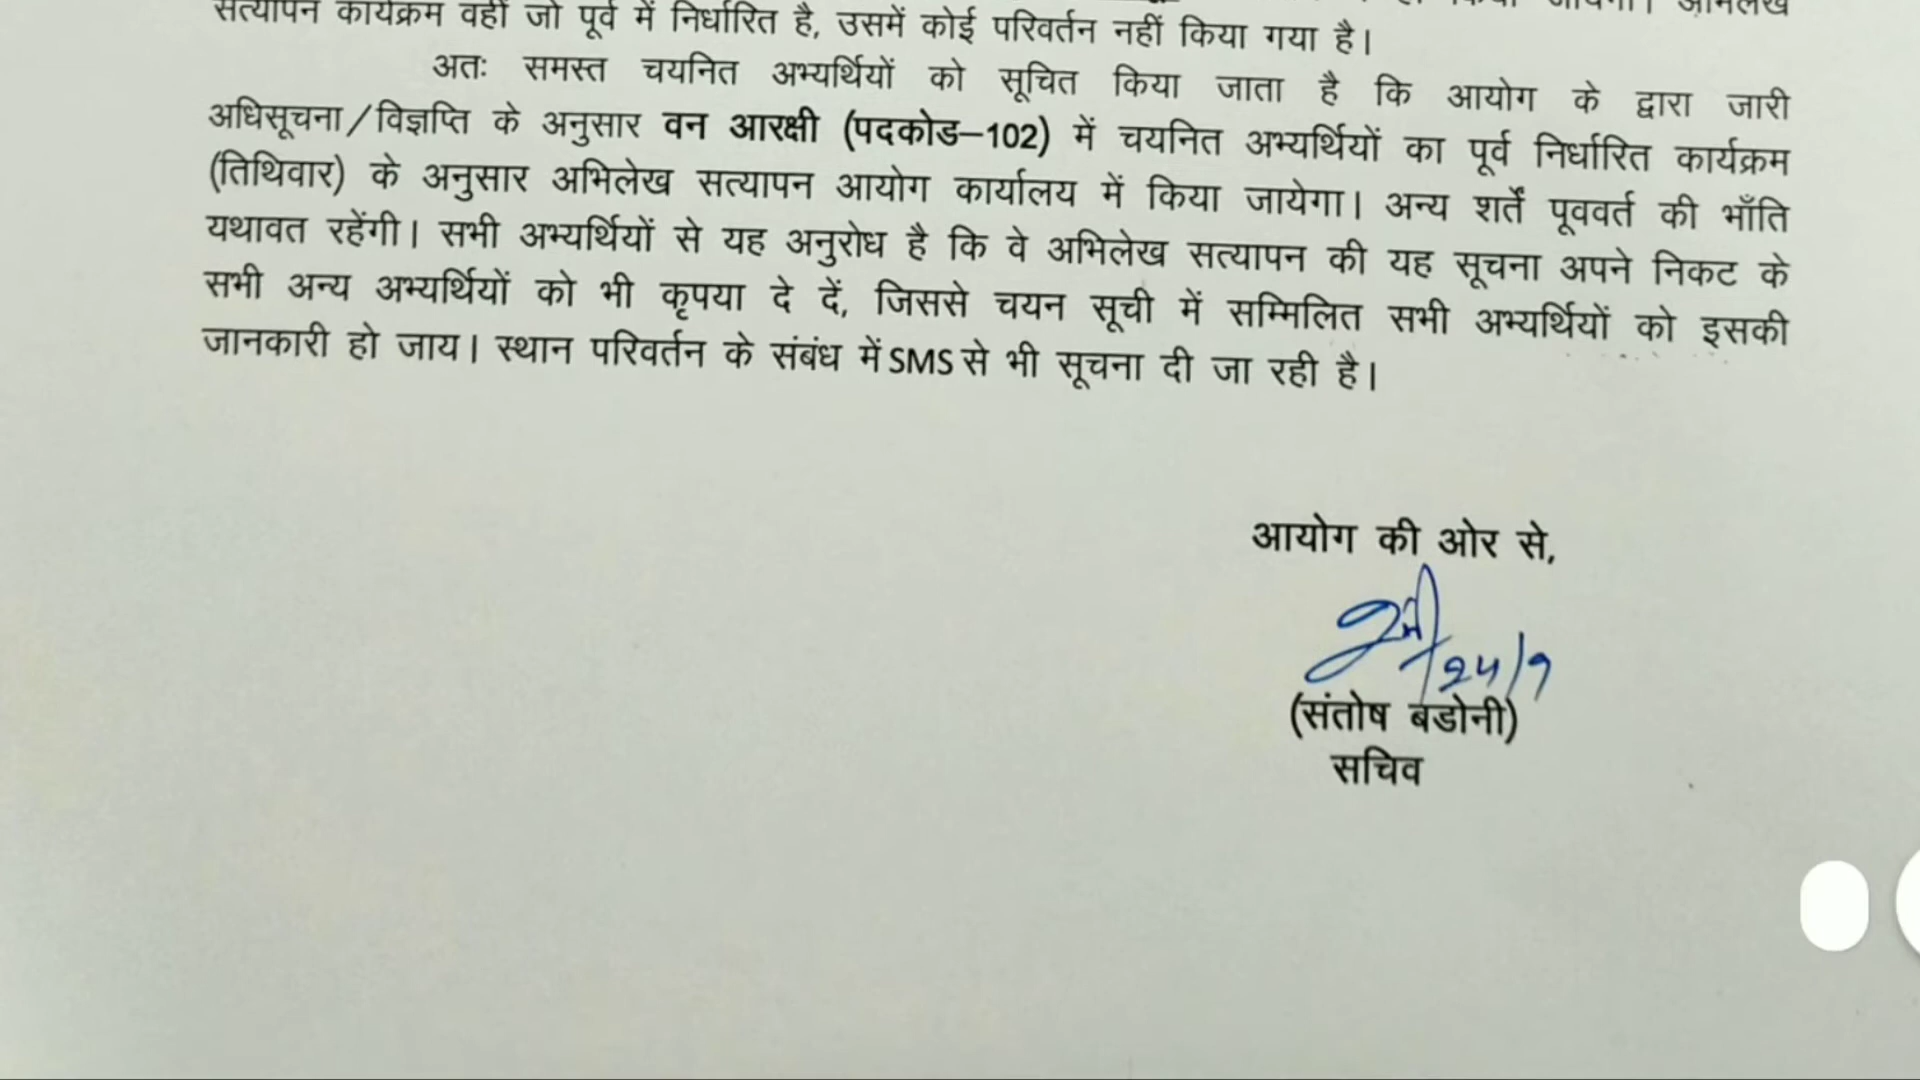 सत्यापन कार्यक्रम वही जो पूर्व में निर्धारित है, उसमें कोई परिवर्तन नहीं किया गया है।
अतः समस्त चयनित अभ्यर्थियों को सूचित किया जाता है कि आयोग के द्वारा जारी
अधिसूचना/विज्ञप्ति के अनुसार वन आरक्षी (पदकोड–102) में चयनित अभ्यर्थियों का पूर्व निर्धारित कार्यक्रम
(तिथिवार) के अनुसार अभिलेख सत्यापन आयोग कार्यालय में किया जायेगा। अन्य शर्तें पूववर्त की भाँति
यथावत रहेंगी। सभी अभ्यर्थियों से यह अनुरोध है कि वे अभिलेख सत्यापन की यह सूचना अपने निकट के
सभी अन्य अभ्यर्थियों को भी कृपया दे दें, जिससे चयन सूची में सम्मिलित सभी अभ्यर्थियों को इसकी
जानकारी हो जाय। स्थान परिवर्तन के संबंध में SMS से भी सूचना दी जा रही है।
आयोग की ओर से,
24/9
(संतोष बडोनी)
सचिव